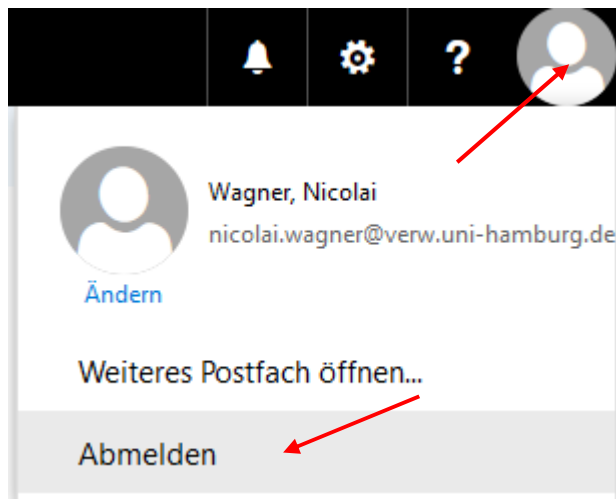 ?
Wagner, Nicolai
nicolai.wagner@verw.uni-hamburg.de
Ändern
Weiteres Postfach öffnen...
Abmelden